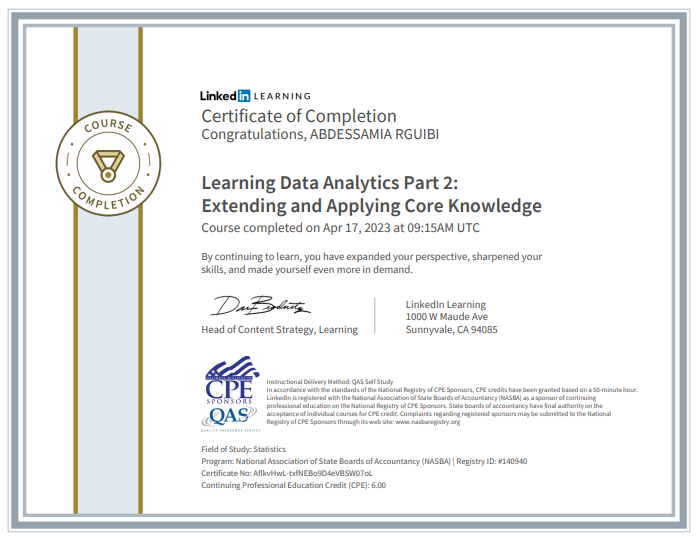 COURSE
COMPLETION
Linked in LEARNING
Certificate of Completion
Congratulations, ABDESSAMIA RGUIBI
Learning Data Analytics Part 2:
Extending and Applying Core Knowledge
Course completed on Apr 17, 2023 at 09:15AM UTC
By continuing to learn, you have expanded your perspective, sharpened your
skills, and made yourself even more in demand.
Head of Content Strategy, Learning
LinkedIn Learning
1000 W Maude Ave
Sunnyvale, CA 94085
CPE
SPONSORS
QAS
QUALITY ASSURANCE SERVICE
Instructional Delivery Method: QAS Self Study
In accordance with the standards of the National Registry of CPE Sponsors, CPE credits have been granted based on a 50-minute hour.
LinkedIn is registered with the National Association of State Boards of Accountancy (NASBA) as a sponsor of continuing
professional education on the National Registry of CPE Sponsors. State boards of accountancy have final authority on the
acceptance of individual courses for CPE credit. Complaints regarding registered sponsors may be submitted to the National
Registry of CPE Sponsors through its web site: www.nasbaregistry.org
Field of Study: Statistics
Program: National Association of State Boards of Accountancy (NASBA) | Registry ID: #140940
Certificate No: AflkvHwL-txfNEBo9D4eVBSW07oL
Continuing Professional Education Credit (CPE): 6.00